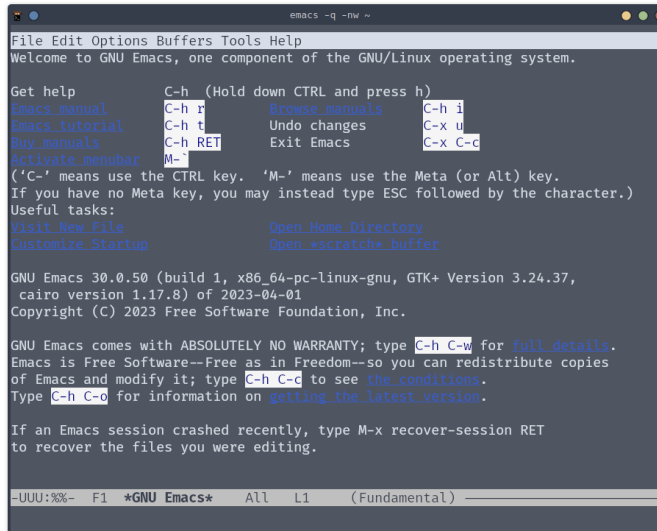 emacs -q -nw ~
File Edit Options Buffers Tools Help
Welcome to GNU Emacs, one component of the GNU/Linux operating system.
Get help C-h (Hold down CTRL and press h)
Emacs manual C-h r Browse manuals C-h i
Emacs tutorial C-h t Undo changes C-x u
Buy manuals C-h RET Exit Emacs C-x C-c
Activate menubar M-`
(‘C-’ means use the CTRL key. ‘M-’ means use the Meta (or Alt) key.
If you have no Meta key, you may instead type ESC followed by the character.)
Useful tasks:
Visit New File Open Home Directory
Customize Startup Open *scratch* buffer
GNU Emacs 30.0.50 (build 1, x86_64-pc-linux-gnu, GTK+ Version 3.24.37,
cairo version 1.17.8) of 2023-04-01
Copyright (C) 2023 Free Software Foundation, Inc.
GNU Emacs comes with ABSOLUTELY NO WARRANTY; type C-h C-w for full details.
Emacs is Free Software--Free as in Freedom--so you can redistribute copies
of Emacs and modify it; type C-h C-c to see the conditions.
Type C-h C-o for information on getting the latest version.
If an Emacs session crashed recently, type M-x recover-session RET
to recover the files you were editing.
-UUU:%%- F1 *GNU Emacs* All L1 (Fundamental)